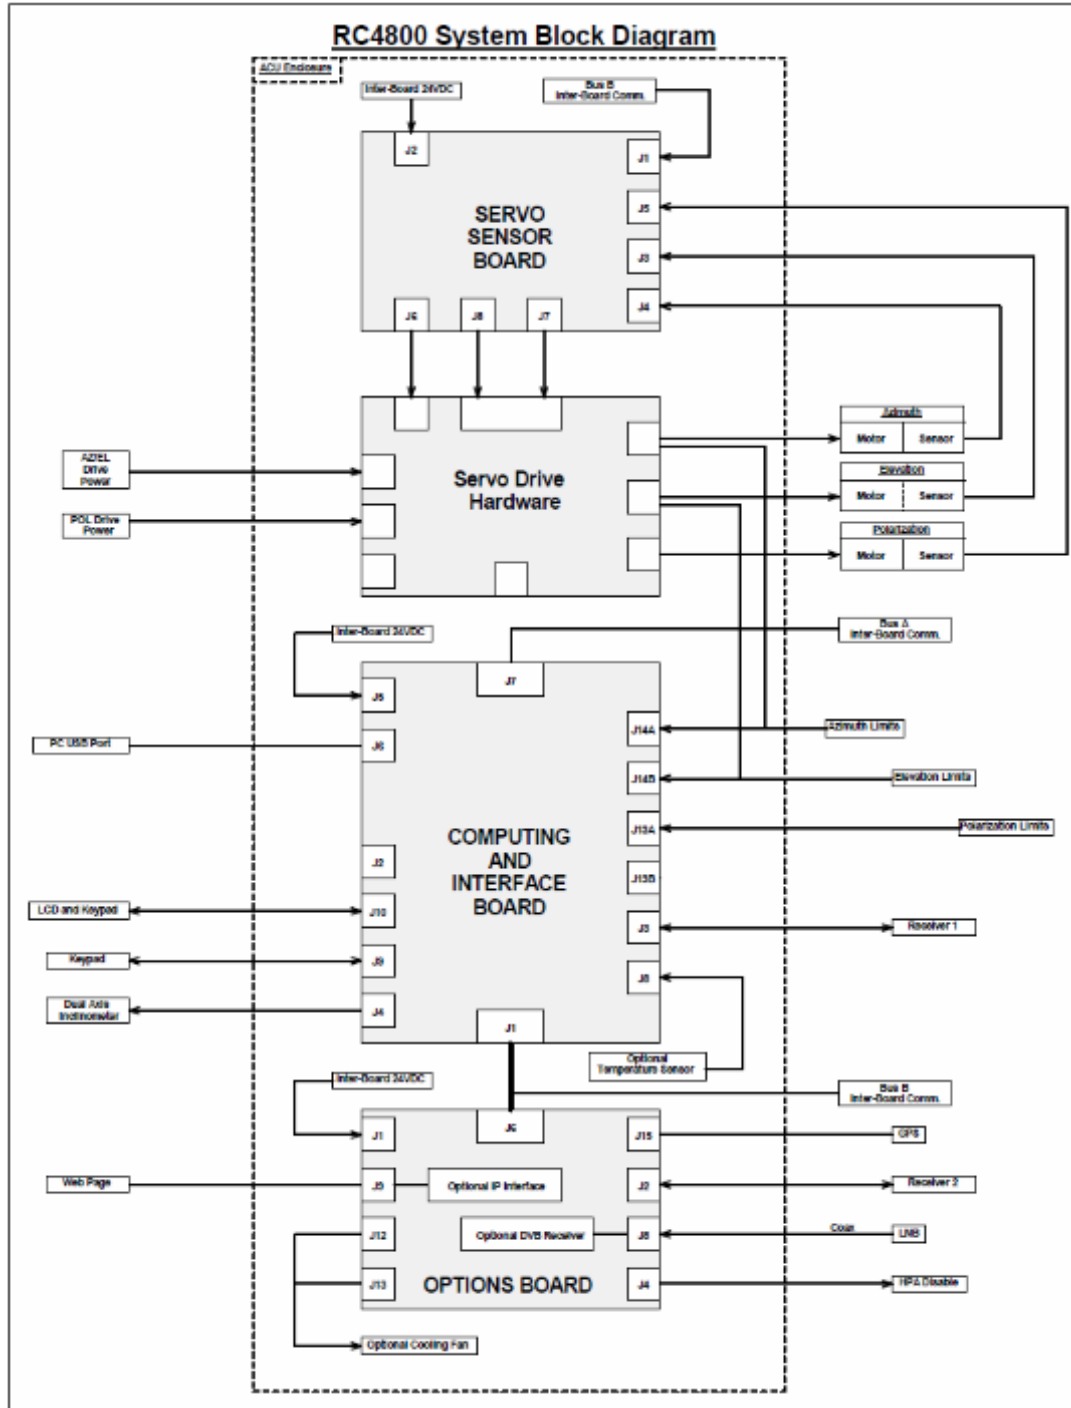 RC4800 System Block Diagram
ACU Enclosure
Inter-Board 24VDC
Bus B
Inter-Board Comm.
J2
J1
J5
SERVO
SENSOR
BOARD
J3
J4
J6
J8
J7
Azimuth
Motor
Sensor
AZ/EL
Drive
Power
Servo Drive
Hardware
Elevation
Motor
Sensor
POL Drive
Power
Polarization
Motor
Sensor
Inter-Board 24VDC
Bus A
Inter-Board Comm.
J7
J5
J14A
Azimuth Limits
PC USB Port
J6
J14B
Elevation Limits
J13A
Polarization Limits
COMPUTING
AND
INTERFACE
BOARD
J2
J13B
LCD and Keypad
J10
J3
Receiver 1
Keypad
J9
J8
Dual Axis
Inclinometer
J4
J1
Optional
Temperature Sensor
Inter-Board 24VDC
Bus B
Inter-Board Comm.
J1
J6
J15
GPS
Web Page
J9
Optional IP Interface
J2
Receiver 2
J12
Optional DVB Receiver
J8
Coax
LNB
J13
OPTIONS BOARD
J4
HPA Disable
Optional Cooling Fan